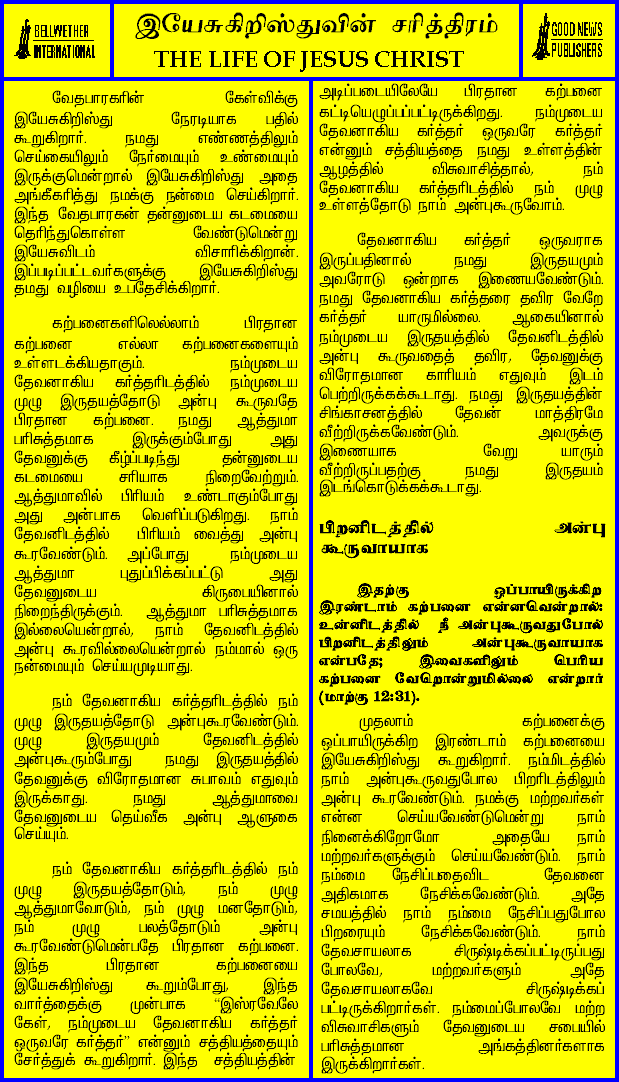 BELLWETHER
INTERNATIONAL
இயேசுகிறிஸ்துவின் சரித்திரம்
THE LIFE OF JESUS CHRIST
GOOD NEWS
PUBLISHERS
வேதபாரகரின் கேள்விக்கு
இயேசுகிறிஸ்து நேரடியாக பதில்
கூறுகிறார். நமது எண்ணத்திலும்
செய்கையிலும் நேர்மையும் உண்மையும்
இருக்குமென்றால் இயேசுகிறிஸ்து அதை
அங்கீகரித்து நமக்கு நன்மை செய்கிறார்.
இந்த வேதபாரகன் தன்னுடைய கடமையை
தெரிந்துகொள்ள வேண்டுமென்று
இயேசுவிடம் விசாரிக்கிறான்.
இப்படிப்பட்டவர்களுக்கு இயேசுகிறிஸ்து
தமது வழியை உபதேசிக்கிறார்.
கற்பனைகளிலெல்லாம் பிரதான
கற்பனை எல்லா கற்பனைகளையும்
உள்ளடக்கியதாகும். நம்முடைய
தேவனாகிய கர்த்தரிடத்தில் நம்முடைய
முழு இருதயத்தோடு அன்பு கூருவதே
பிரதான கற்பனை. நமது ஆத்துமா
பரிசுத்தமாக இருக்கும்போது அது
தேவனுக்கு கீழ்ப்படிந்து தன்னுடைய
கடமையை சரியாக நிறைவேற்றும்.
ஆத்துமாவில் பிரியம் உண்டாகும்போது
அது அன்பாக வெளிப்படுகிறது. நாம்
தேவனிடத்தில் பிரியம் வைத்து அன்பு
கூரவேண்டும். அப்போது நம்முடைய
ஆத்துமா புதுப்பிக்கப்பட்டு அது
தேவனுடைய கிருபையினால்
நிறைந்திருக்கும். ஆத்துமா பரிசுத்தமாக
இல்லையென்றால், நாம் தேவனிடத்தில்
அன்பு கூரவில்லையென்றால் நம்மால் ஒரு
நன்மையும் செய்யமுடியாது.
நம் தேவனாகிய கர்த்தரிடத்தில் நம்
முழு இருதயத்தோடு அன்புகூரவேண்டும்.
முழு இருதயமும் தேவனிடத்தில்
அன்புகூரும்போது நமது இருதயத்தில்
தேவனுக்கு விரோதமான சுபாவம் எதுவும்
இருக்காது. நமது ஆத்துமாவை
தேவனுடைய தெய்வீக அன்பு ஆளுகை
செய்யும்.
நம் தேவனாகிய கர்த்தரிடத்தில் நம்
முழு இருதயத்தோடும், நம் முழு
ஆத்துமாவோடும், நம் முழு மனதோடும்,
நம் முழு பலத்தோடும் அன்பு
கூரவேண்டுமென்பதே பிரதான கற்பனை.
இந்த பிரதான கற்பனையை
இயேசுகிறிஸ்து கூறும்போது, இந்த
வார்த்தைக்கு முன்பாக “இஸ்ரவேலே
கேள், நம்முடைய தேவனாகிய கர்த்தர்
ஒருவரே கர்த்தர்” என்னும் சத்தியத்தையும்
சேர்த்துக் கூறுகிறார். இந்த சத்தியத்தின்
அடிப்படையிலேயே பிரதான கற்பனை
கட்டியெழுப்பப்பட்டிருக்கிறது. நம்முடைய
தேவனாகிய கர்த்தர் ஒருவரே கர்த்தர்
என்னும் சத்தியத்தை நமது உள்ளத்தின்
ஆழத்தில் விசுவாசித்தால், நம்
தேவனாகிய கர்த்தரிடத்தில் நம் முழு
உள்ளத்தோடு நாம் அன்புகூருவோம்.
தேவனாகிய கர்த்தர் ஒருவராக
இருப்பதினால் நமது இருதயமும்
அவரோடு ஒன்றாக இணையவேண்டும்.
நமது தேவனாகிய கர்த்தரை தவிர வேறே
கர்த்தர் யாருமில்லை. ஆகையினால்
நம்முடைய இருதயத்தில் தேவனிடத்தில்
அன்பு கூருவதைத் தவிர, தேவனுக்கு
விரோதமான காரியம் எதுவும் இடம்
பெற்றிருக்கக்கூடாது. நமது இருதயத்தின்
சிங்காசனத்தில் தேவன் மாத்திரமே
வீற்றிருக்கவேண்டும். அவருக்கு
இணையாக வேறு யாரும்
வீற்றிருப்பதற்கு நமது இருதயம்
இடங்கொடுக்கக்கூடாது.
பிறனிடத்தில் அன்பு
கூருவாயாக
இதற்கு ஒப்பாயிருக்கிற
இரண்டாம் கற்பனை என்னவென்றால்:
உன்னிடத்தில் நீ அன்புகூருவதுபோல்
பிறனிடத்திலும் அன்புகூருவாயாக
என்பதே; இவைகளிலும் பெரிய
கற்பனை வேறொன்றுமில்லை என்றார்
(மாற்கு 12:31).
முதலாம் கற்பனைக்கு
ஒப்பாயிருக்கிற இரண்டாம் கற்பனையை
இயேசுகிறிஸ்து கூறுகிறார். நம்மிடத்தில்
நாம் அன்புகூருவதுபோல பிறரிடத்திலும்
அன்பு கூரவேண்டும். நமக்கு மற்றவர்கள்
என்ன செய்யவேண்டுமென்று நாம்
நினைக்கிறோமோ அதையே நாம்
மற்றவர்களுக்கும் செய்யவேண்டும். நாம்
நம்மை நேசிப்பதைவிட தேவனை
அதிகமாக நேசிக்கவேண்டும். அதே
சமயத்தில் நாம் நம்மை நேசிப்பதுபோல
பிறரையும் நேசிக்கவேண்டும். நாம்
தேவசாயலாக சிருஷ்டிக்கப்பட்டிருப்பது
போலவே, மற்றவர்களும் அதே
தேவசாயலாகவே சிருஷ்டிக்கப்
பட்டிருக்கிறார்கள். நம்மைப்போலவே மற்ற
விசுவாசிகளும் தேவனுடைய சபையில்
பரிசுத்தமான அங்கத்தினர்களாக
இருக்கிறார்கள்.